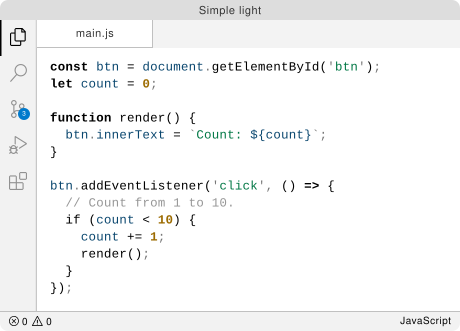 Simple light
main.js
const btn = document.getElementById('btn');
let count = 0;
function render() {
  btn.innerText = `Count: ${count}`;
}
btn.addEventListener('click', () => {
  // Count from 1 to 10.
  if (count < 10) {
    count += 1;
    render();
  }
});
3
0 0
JavaScript